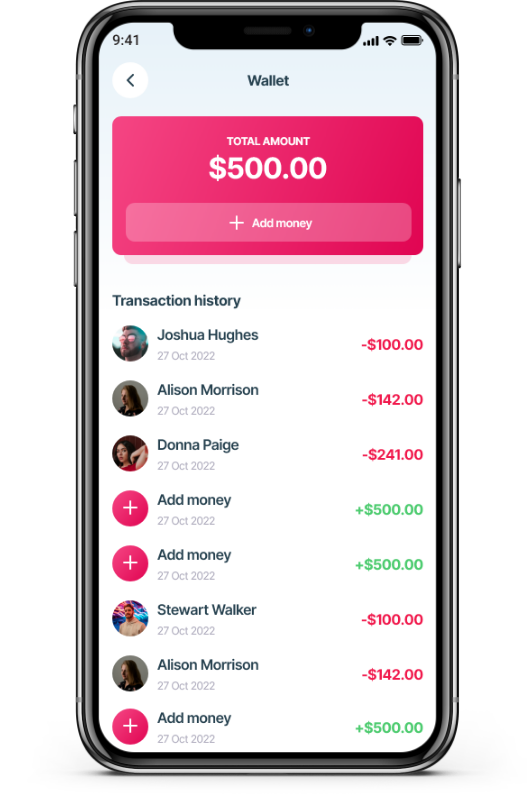 9:41
Wallet
TOTAL AMOUNT
$500.00
+ Add money
Transaction history
Joshua Hughes
-$100.00
27 Oct 2022
Alison Morrison
-$142.00
27 Oct 2022
Donna Paige
-$241.00
27 Oct 2022
Add money
+$500.00
27 Oct 2022
Add money
+$500.00
27 Oct 2022
Stewart Walker
-$100.00
27 Oct 2022
Alison Morrison
-$142.00
27 Oct 2022
Add money
+$500.00
27 Oct 2022